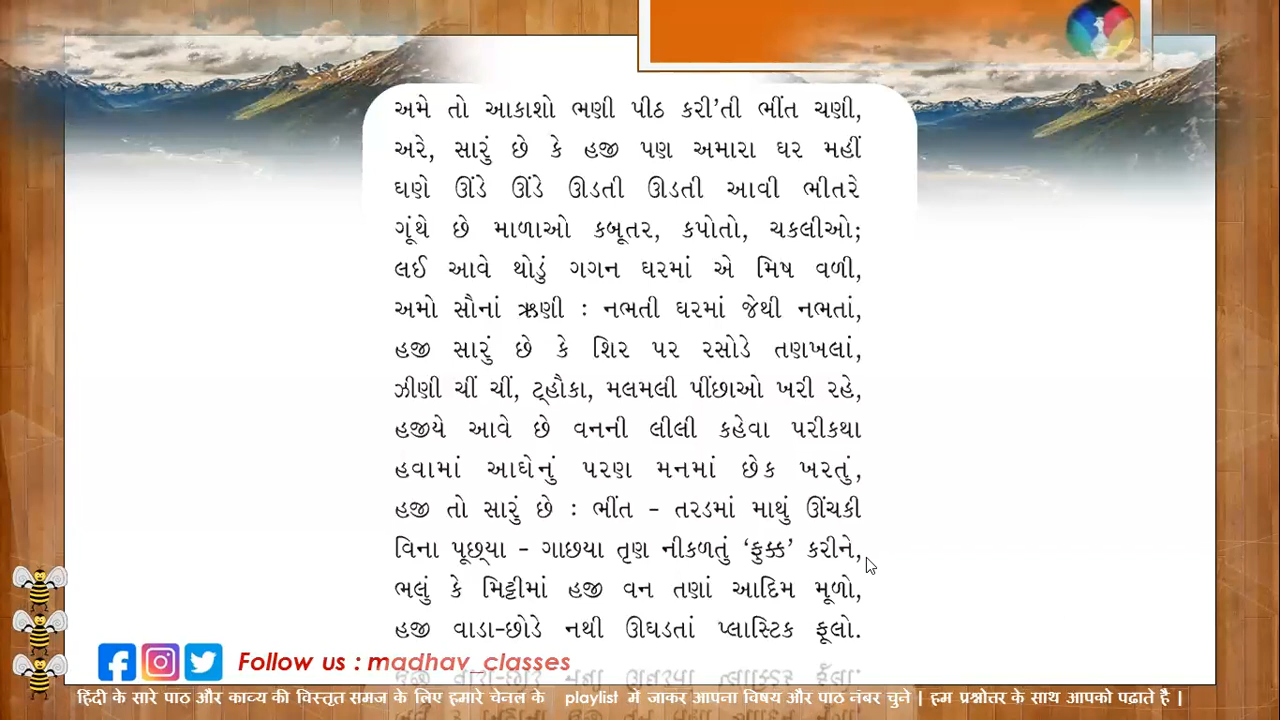 અમે તો આકાશો ભણી પીઠ કરી’તી ભીંત ચણી,
અરે, સારું છે કે હજી પણ અમારા ઘર મહીં
ઘણે ઊંડે ઊંડે ઊડતી ઊડતી આવી ભીતરે
ગૂંથે છે માળાઓ કબૂતર, કપોતો, ચકલીઓ;
લઈ આવે થોડું ગગન ઘરમાં એ મિષ વળી,
અમો સૌનાં ઋણી : નભતી ઘરમાં જેથી નભતાં,
હજી સારું છે કે શિર પર રસોડે તણખલાં,
ઝીણી ચીં ચીં, ટ્હૌકા, મલમલી પીંછાઓ ખરી રહે,
હજીયે આવે છે વનની લીલી કહેવા પરીકથા
હવામાં આઘેનું પરણ મનમાં છેક ખરતું,
હજી તો સારું છે : ભીંત - તરડમાં માથું ઊંચકી
વિના પૂછ્યા - ગાછયા તૃણ નીકળતું ‘ફુક્ક’ કરીને,
ભલું કે મિટ્ટીમાં હજી વન તણાં આદિમ મૂળો,
હજી વાડા-છોડે નથી ઊઘડતાં પ્લાસ્ટિક ફૂલો.
Follow us : madhav_classes
हिंदी के सारे पाठ और काव्य की विस्तृत समज के लिए हमारे चेनल के playlist में जाकर आपना विषय और पाठ नंबर चुने | हम प्रश्नोत्तर के साथ आपको पढ़ाते है |